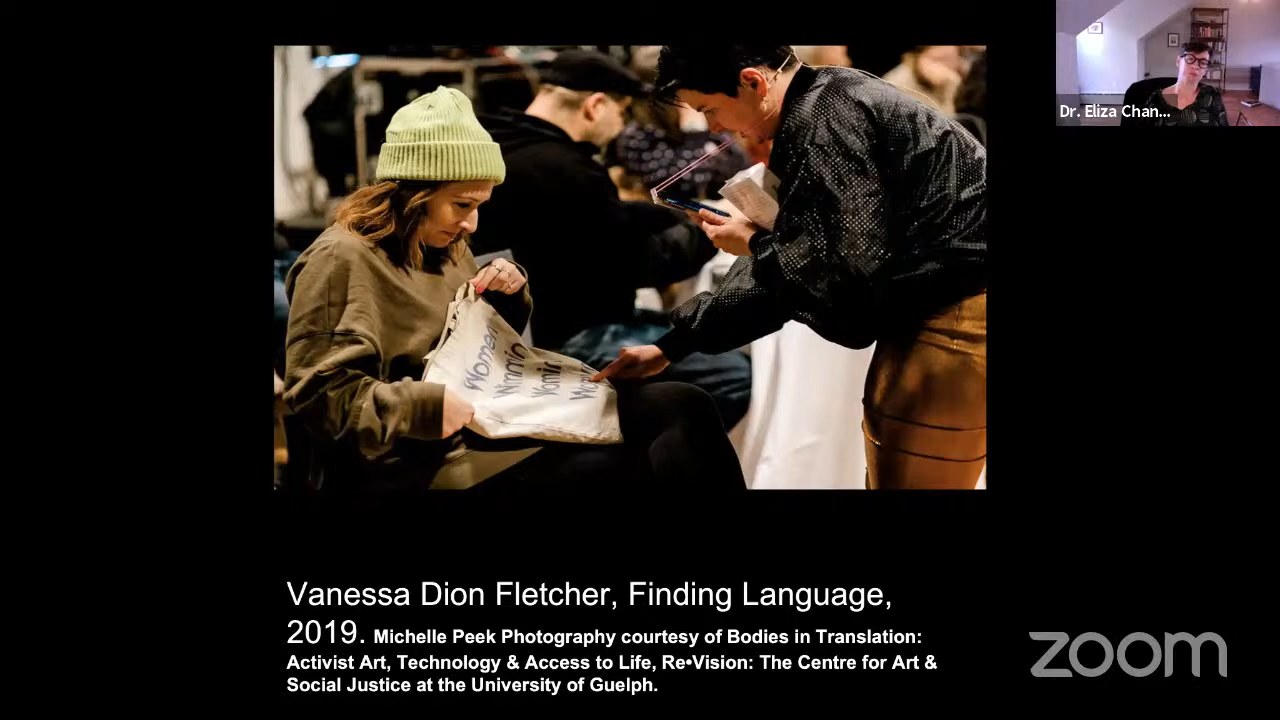 Dr. Eliza Chan...
Women
Vanessa Dion Fletcher, Finding Language,
2019. Michelle Peek Photography courtesy of Bodies in Translation:
Activist Art, Technology & Access to Life, Re•Vision: The Centre for Art &
Social Justice at the University of Guelph.
zoom